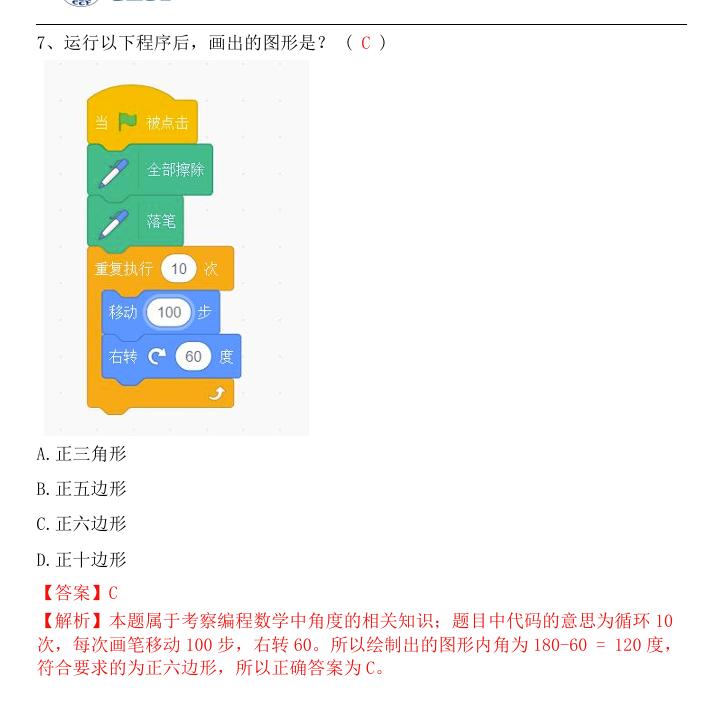 7、运行以下程序后，画出的图形是？ ( C )
当 被点击
全部擦除
落笔
重复执行 10 次
移动 100 步
右转 60 度
A.正三角形
B.正五边形
C.正六边形
D.正十边形
【答案】C
【解析】本题属于考察编程数学中角度的相关知识；题目中代码的意思为循环 10
次，每次画笔移动 100 步，右转 60。所以绘制出的图形内角为 180-60 = 120 度，
符合要求的为正六边形，所以正确答案为 C。